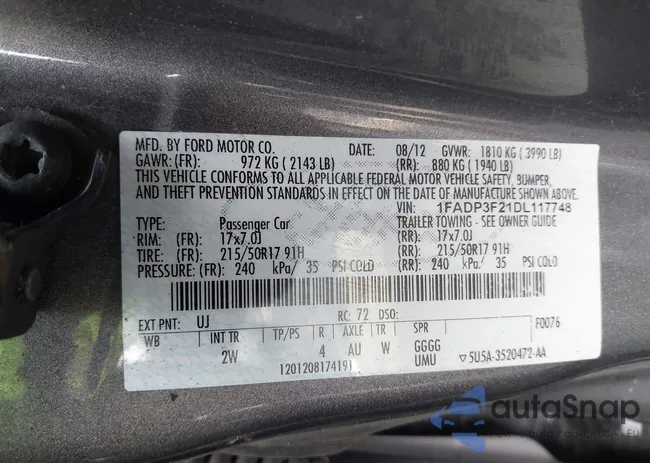 MFD. BY FORD MOTOR CO. DATE: 08/12 GVWR: 1810 KG ( 3990 LB)
GAWR: (FR): 972 KG ( 2143 LB) (RR): 880 KG ( 1940 LB)
THIS VEHICLE CONFORMS TO ALL APPLICABLE FEDERAL MOTOR VEHICLE SAFETY, BUMPER,
AND THEFT PREVENTION STANDARDS IN EFFECT ON THE DATE OF MANUFACTURE SHOWN ABOVE.
VIN: 1FADP3F21DL117748
TYPE: Passenger Car TRAILER TOWING - SEE OWNER GUIDE
RIM: (FR): 17x7.0J (RR): 17x7.0J
TIRE: (FR): 215/50R17 91H (RR): 215/50R17 91H
PRESSURE: (FR): 240 kPa/ 35 PSI COLD (RR): 240 kPa/ 35 PSI COLD
EXT PNT: UJ RC: 72 DSO: F0076
WB INT TR TP/PS R AXLE TR SPR
2W 4 AU W GGGG
1201208174191 UMU 5U5A-3520472-AA
autoSnap